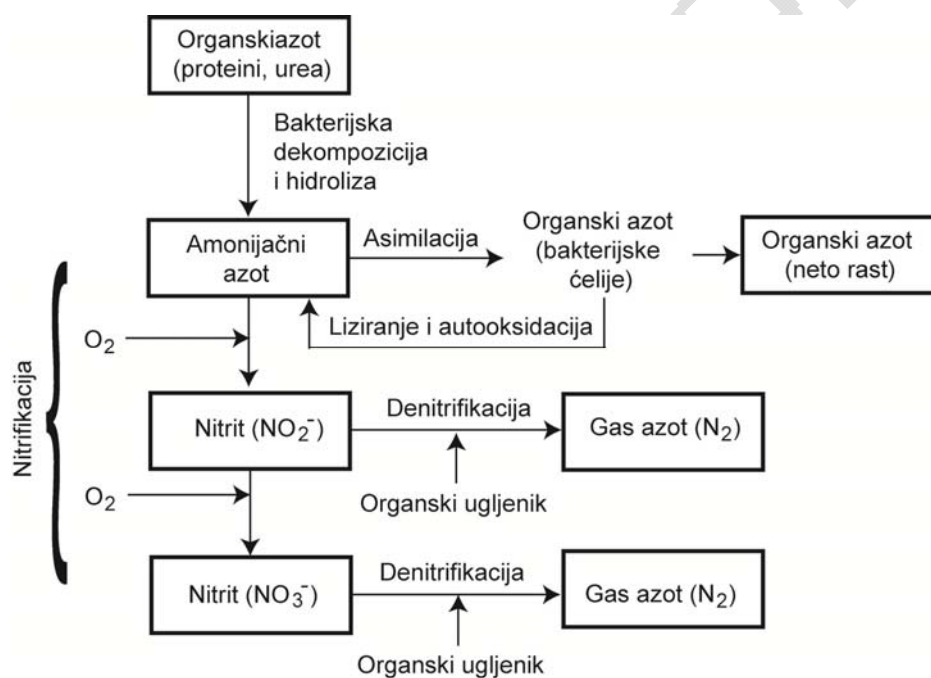 Organskiazot
(proteini, urea)
Bakterijska
dekompozicija
i hidroliza
Amonijačni
azot
Asimilacija
Organski azot
(bakterijske
ćelije)
Organski azot
(neto rast)
Liziranje i autooksidacija
O₂
Nitrifikacija
Nitrit (NO₂⁻)
Denitrifikacija
Gas azot (N₂)
Organski ugljenik
O₂
Nitrit (NO₃⁻)
Denitrifikacija
Gas azot (N₂)
Organski ugljenik